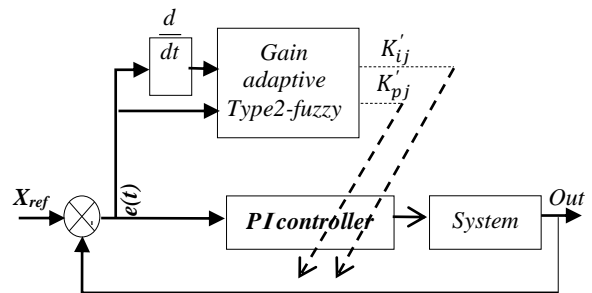 d
dt
Gain
adaptive
Type2-fuzzy
K'ij
K'pj
Xref
e(t)
PI controller
System
Out